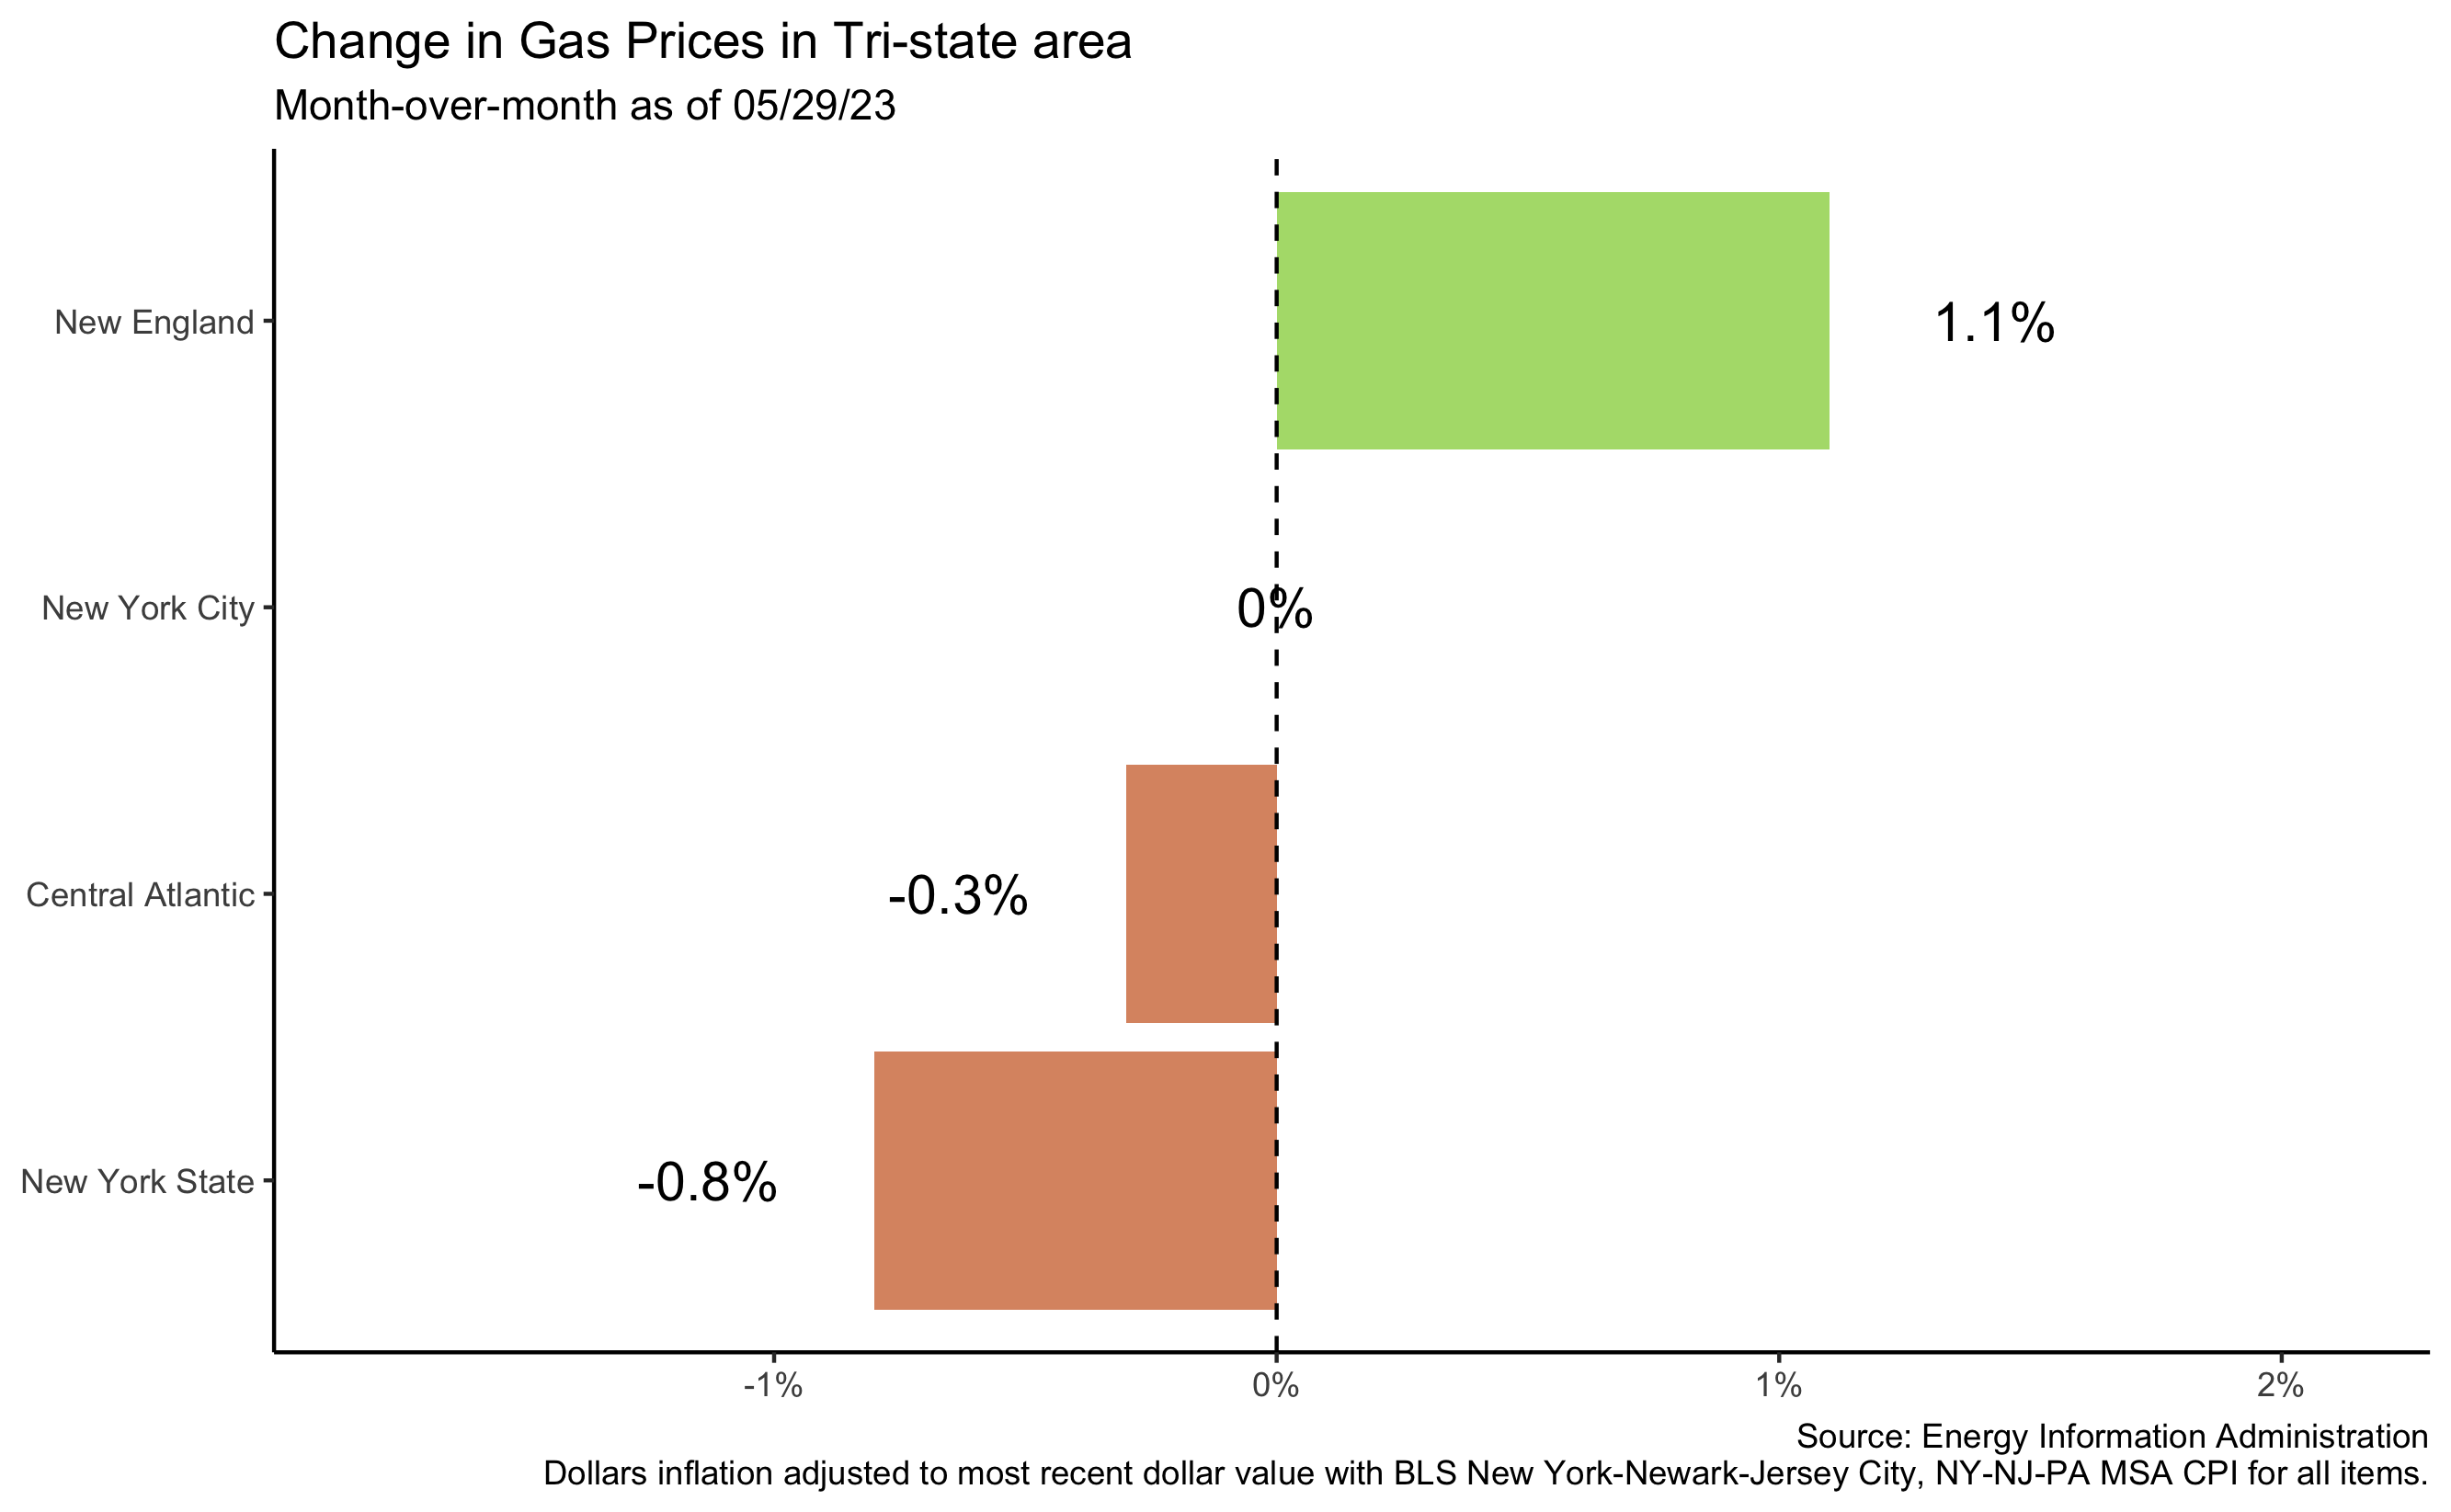 Change in Gas Prices in Tri-state area
Month-over-month as of 05/29/23
New England
1.1%
New York City
0%
Central Atlantic
-0.3%
New York State
-0.8%
-1%
0%
1%
2%
Source: Energy Information Administration
Dollars inflation adjusted to most recent dollar value with BLS New York-Newark-Jersey City, NY-NJ-PA MSA CPI for all items.